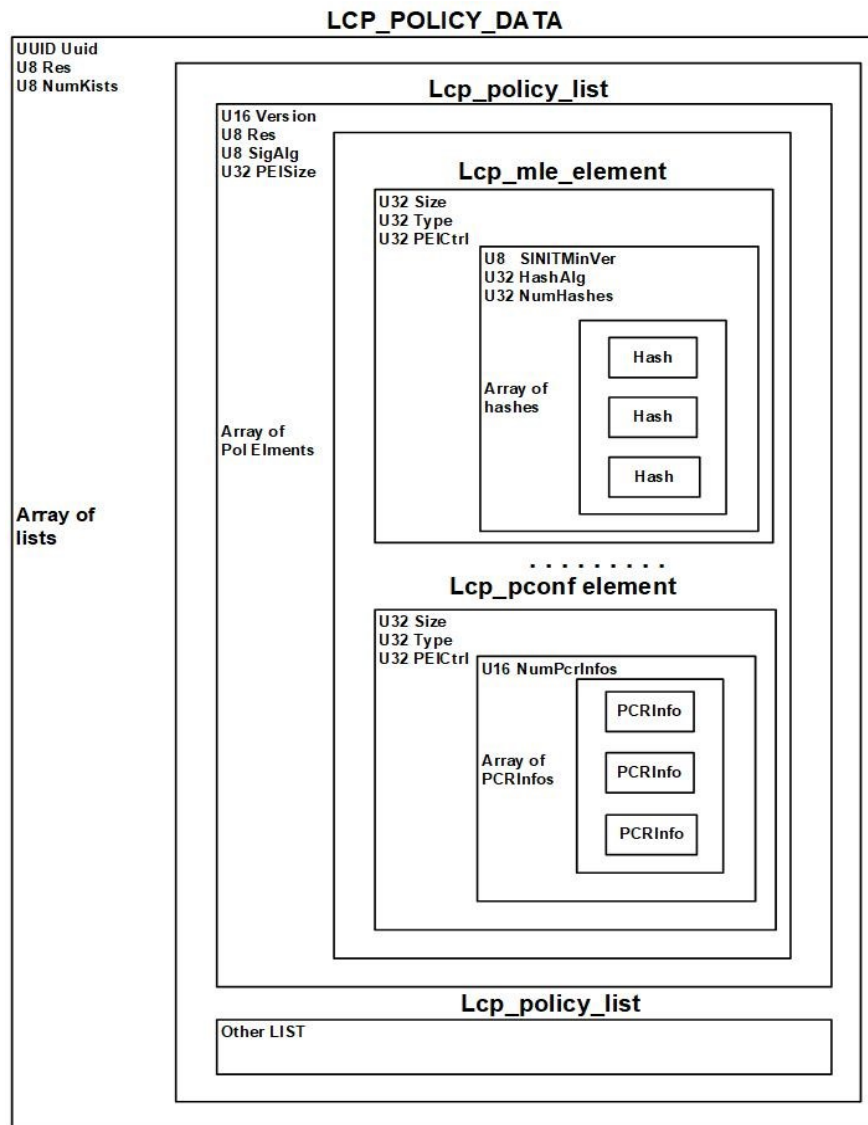 LCP_POLICY_DATA
UUID Uuid
U8 Res
U8 NumKists
Lcp_policy_list
U16 Version
U8 Res
U8 SigAlg
U32 PEISize
Lcp_mle_element
U32 Size
U32 Type
U32 PEICtrl
U8 SINITMinVer
U32 HashAlg
U32 NumHashes
Hash
Array of
hashes
Hash
Hash
Array of
Pol Elments
Array of
lists
. . . . . . . . .
Lcp_pconf element
U32 Size
U32 Type
U32 PEICtrl
U16 NumPcrInfos
PCRInfo
Array of
PCRInfos
PCRInfo
PCRInfo
Lcp_policy_list
Other LIST